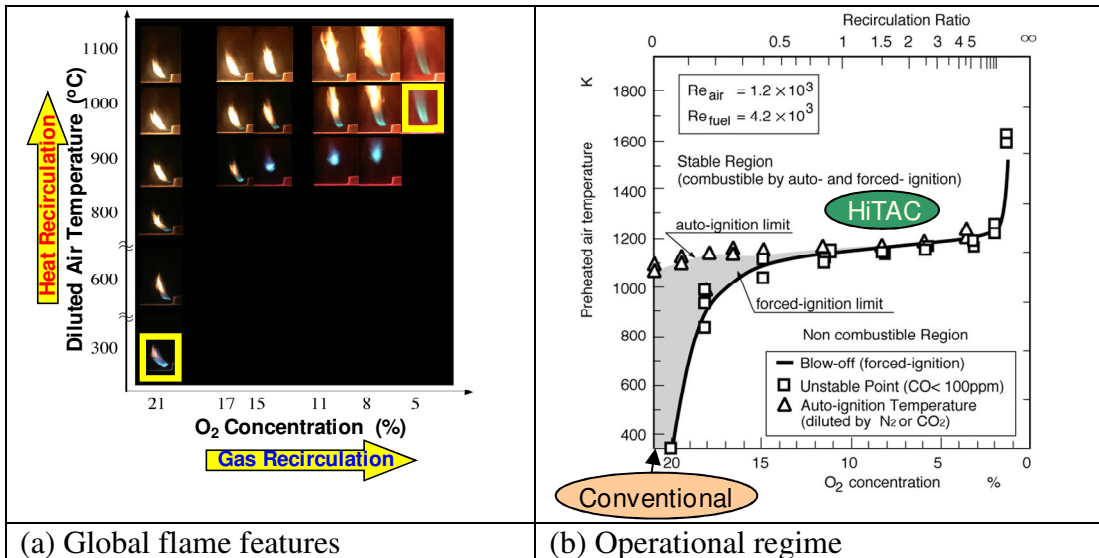 1100
1000
900
800
600
300
Heat Recirculation
Diluted Air Temperature (ºC)
21 17 15 11 8 5
O2 Concentration (%)
Gas Recirculation
(a) Global flame features
Recirculation Ratio
0 0.5 1 1.5 2 3 4 5 ∞
K
1800
1600
1400
1200
1000
800
600
400
Preheated air temperature
Re air = 1.2 × 10³
Re fuel = 4.2 × 10³
Stable Region
(combustible by auto- and forced- ignition)
HiTAC
auto-ignition limit
forced-ignition limit
Non combustible Region
Blow-off (forced-ignition)
Unstable Point (CO< 100ppm)
Auto-ignition Temperature
(diluted by N2 or CO2)
20 15 10 5 0
O2 concentration %
Conventional
(b) Operational regime